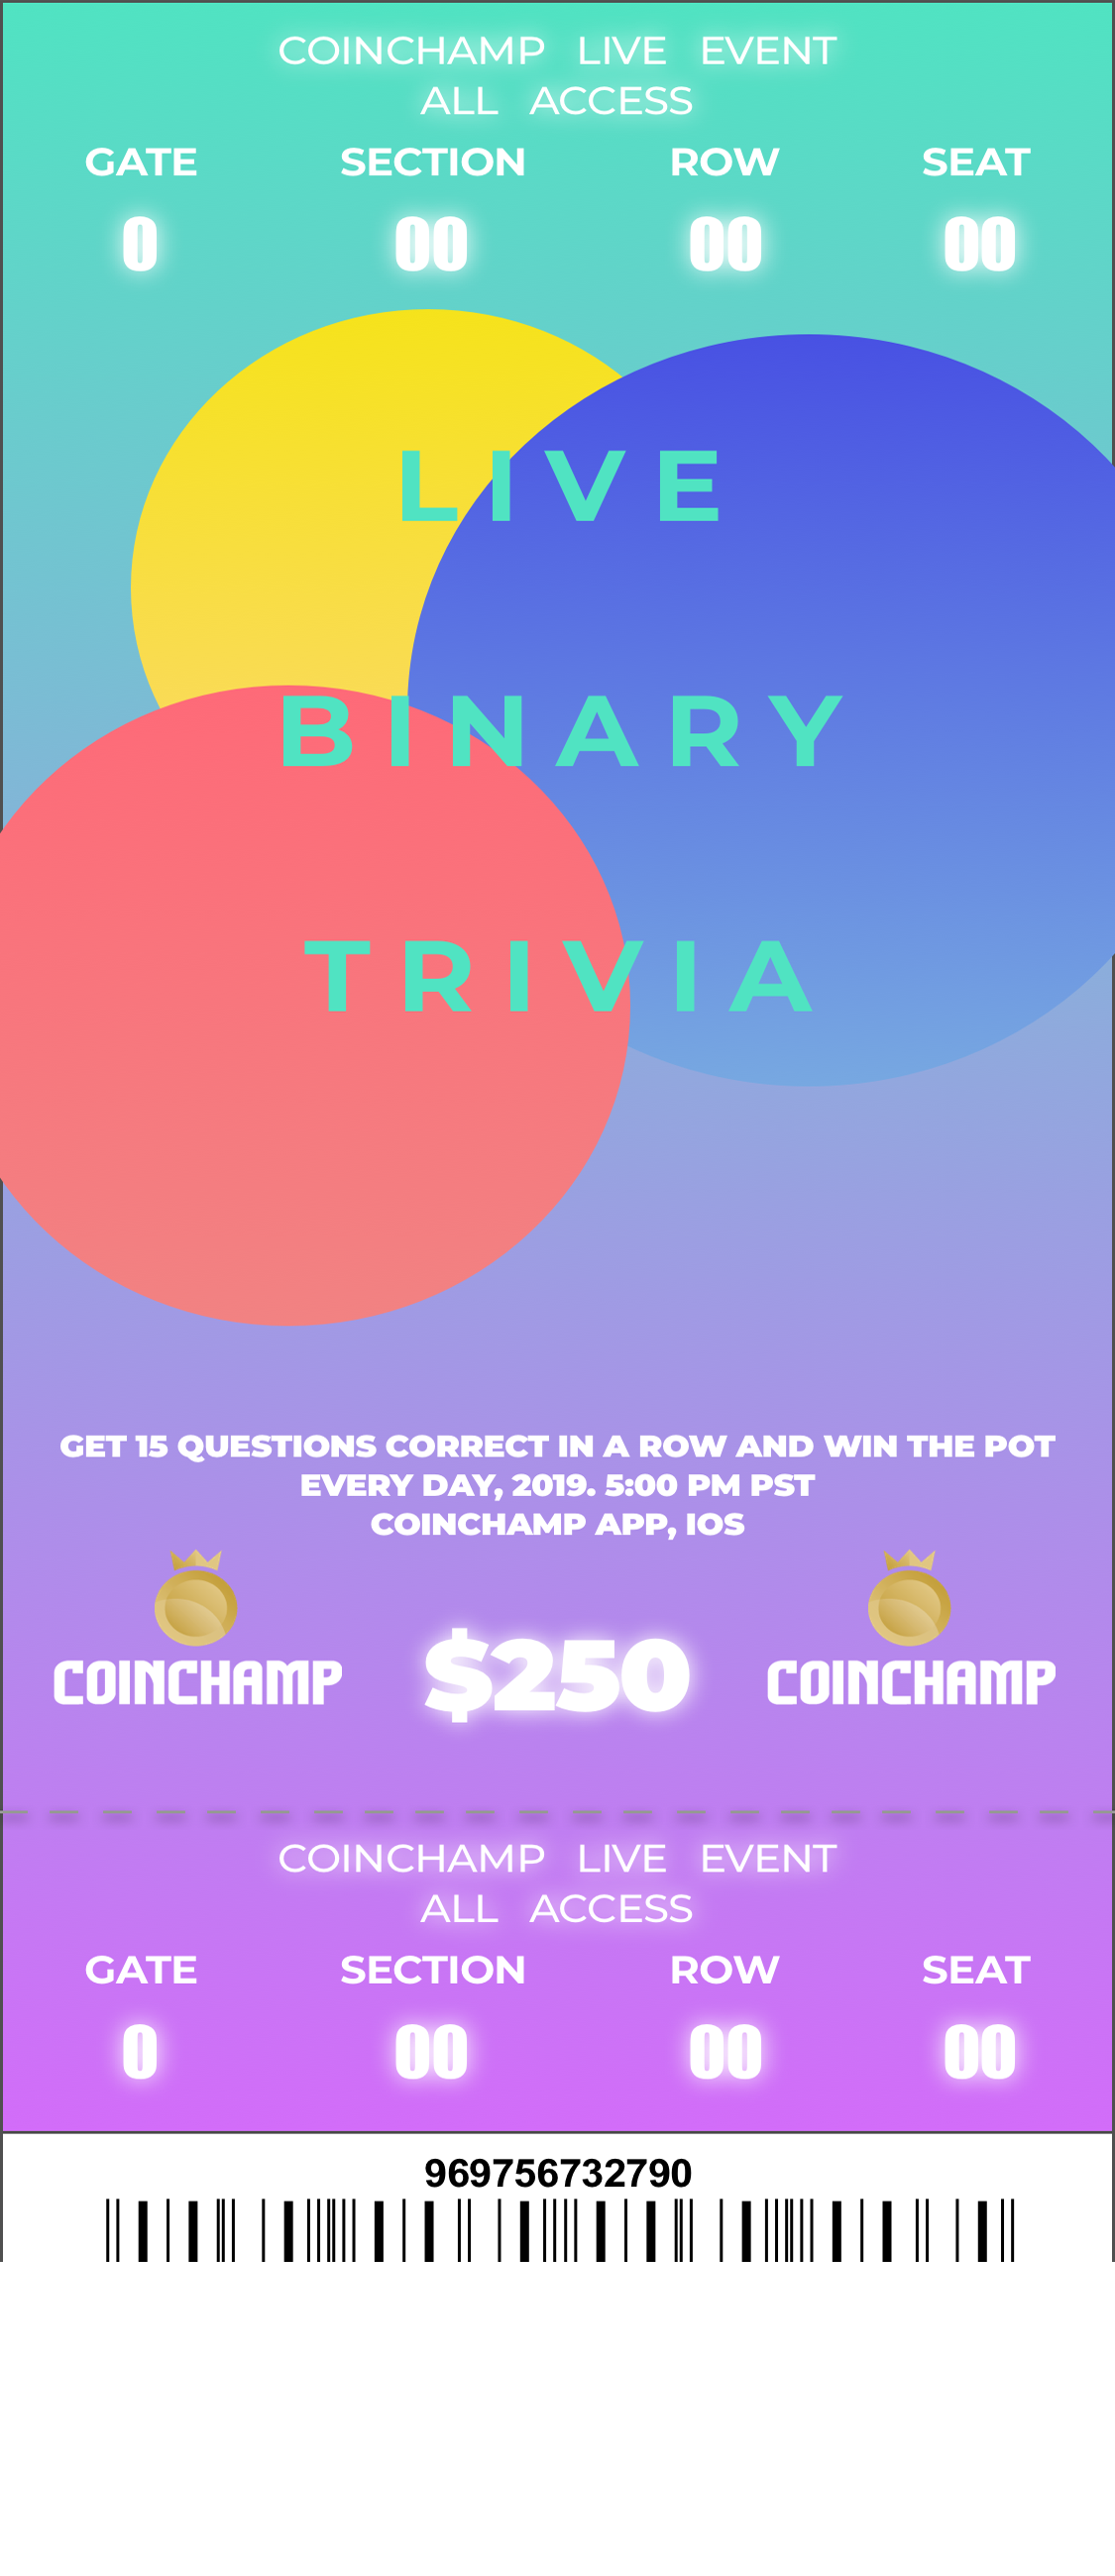 COINCHAMP LIVE EVENT
ALL ACCESS
GATE SECTION ROW SEAT
0 00 00 00
LIVE
BINARY
TRIVIA
GET 15 QUESTIONS CORRECT IN A ROW AND WIN THE POT
EVERY DAY, 2019. 5:00 PM PST
COINCHAMP APP, IOS
COINCHAMP $250 COINCHAMP
COINCHAMP LIVE EVENT
ALL ACCESS
GATE SECTION ROW SEAT
0 00 00 00
969756732790